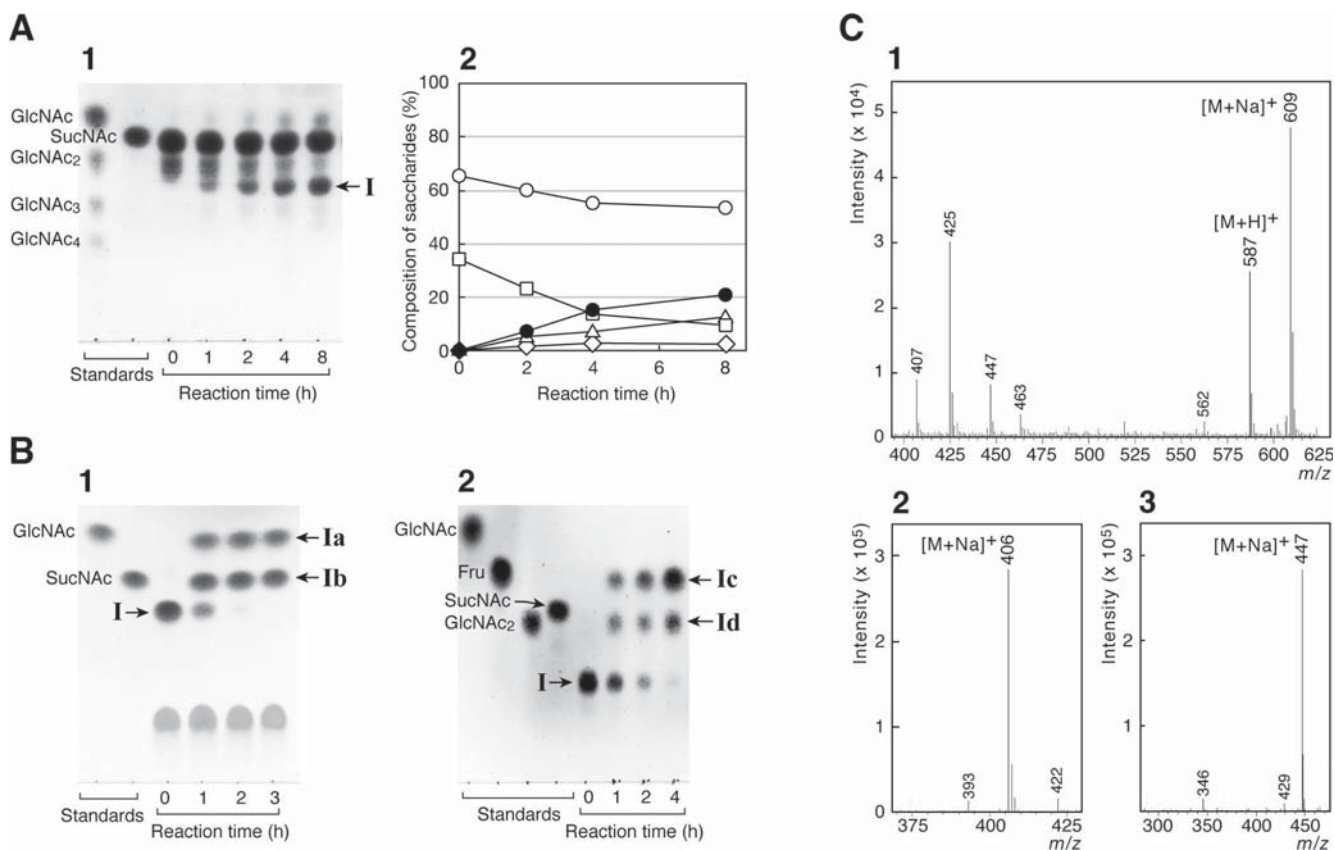 A
1
GlcNAc
SucNAc
GlcNAc2
GlcNAc3
GlcNAc4
I
0 1 2 4 8
Standards
Reaction time (h)
2
Composition of saccharides (%)
100
80
60
40
20
0
0 2 4 6 8
Reaction time (h)
B
1
GlcNAc
SucNAc
I
Ia
Ib
0 1 2 3
Standards
Reaction time (h)
2
GlcNAc
Fru
SucNAc
GlcNAc2
I
Ic
Id
0 1 2 4
Standards
Reaction time (h)
C
1
Intensity (x 10⁴)
5
4
3
2
1
0
[M+Na]⁺
609
[M+H]⁺
587
425
407
447
463
562
400 425 450 475 500 525 550 575 600 625
m/z
2
Intensity (x 10⁵)
3
2
1
0
[M+Na]⁺
406
393
422
375 400 425
m/z
3
Intensity (x 10⁵)
3
2
1
[M+Na]⁺
447
346
429
300 350 400 450
m/z